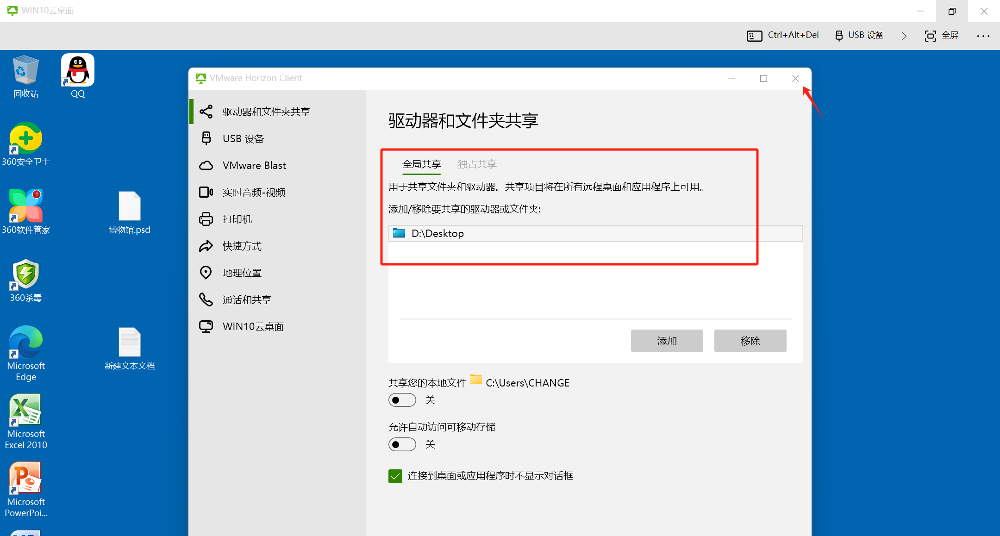 WIN10云桌面
Ctrl+Alt+Del
USB 设备
全屏
回收站
QQ
360安全卫士
1
360软件管家
博物馆.psd
360杀毒
新建文本文档
Microsoft
Edge
Microsoft
Excel 2010
Microsoft
PowerPoi...
VMware Horizon Client
驱动器和文件夹共享
USB 设备
VMware Blast
实时音频-视频
打印机
快捷方式
地理位置
通话和共享
WIN10云桌面
驱动器和文件夹共享
全局共享
独占共享
用于共享文件夹和驱动器。共享项目将在所有远程桌面和应用程序上可用。
添加/移除要共享的驱动器或文件夹:
D:\Desktop
添加
移除
共享您的本地文件 C:\Users\CHANGE
关
允许自动访问可移动存储
关
连接到桌面或应用程序时不显示对话框